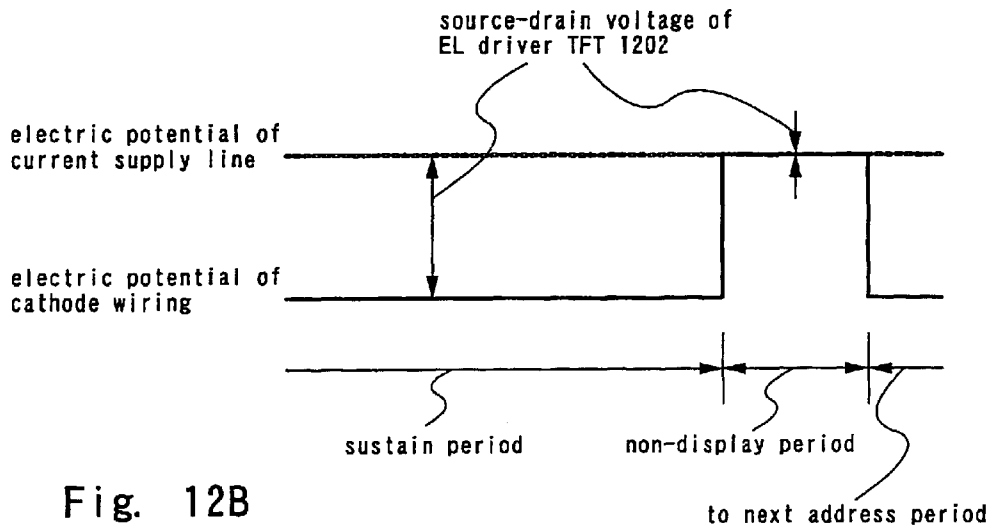 source-drain voltage of
EL driver TFT 1202
electric potential of
current supply line
electric potential of
cathode wiring
sustain period
non-display period
to next address period
Fig. 12B